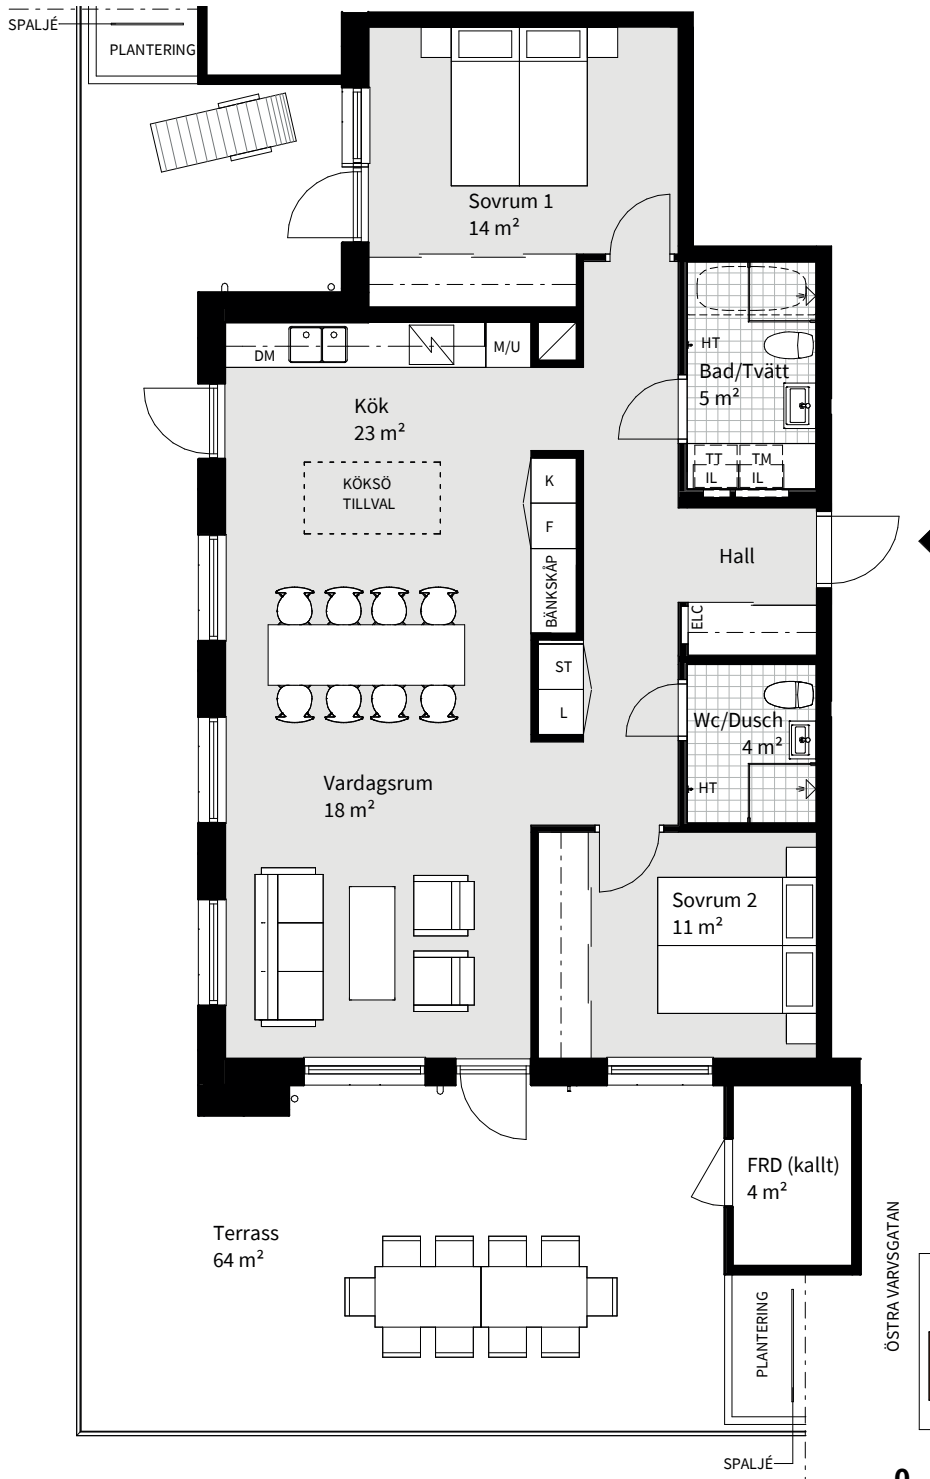 SPALJÉ
PLANTERING
Sovrum 1
14 m²
DM
M/U
HT
Bad/Tvätt
5 m²
Kök
23 m²
TT
IL
TM
IL
KÖKSÖ
TILLVAL
K
F
BÄNKSKÅP
Hall
ELC
ST
L
Wc/Dusch
4 m²
HT
Vardagsrum
18 m²
Sovrum 2
11 m²
FRD (kallt)
4 m²
Terrass
64 m²
ÖSTRA VARVSGATAN
PLANTERING
SPALJÉ